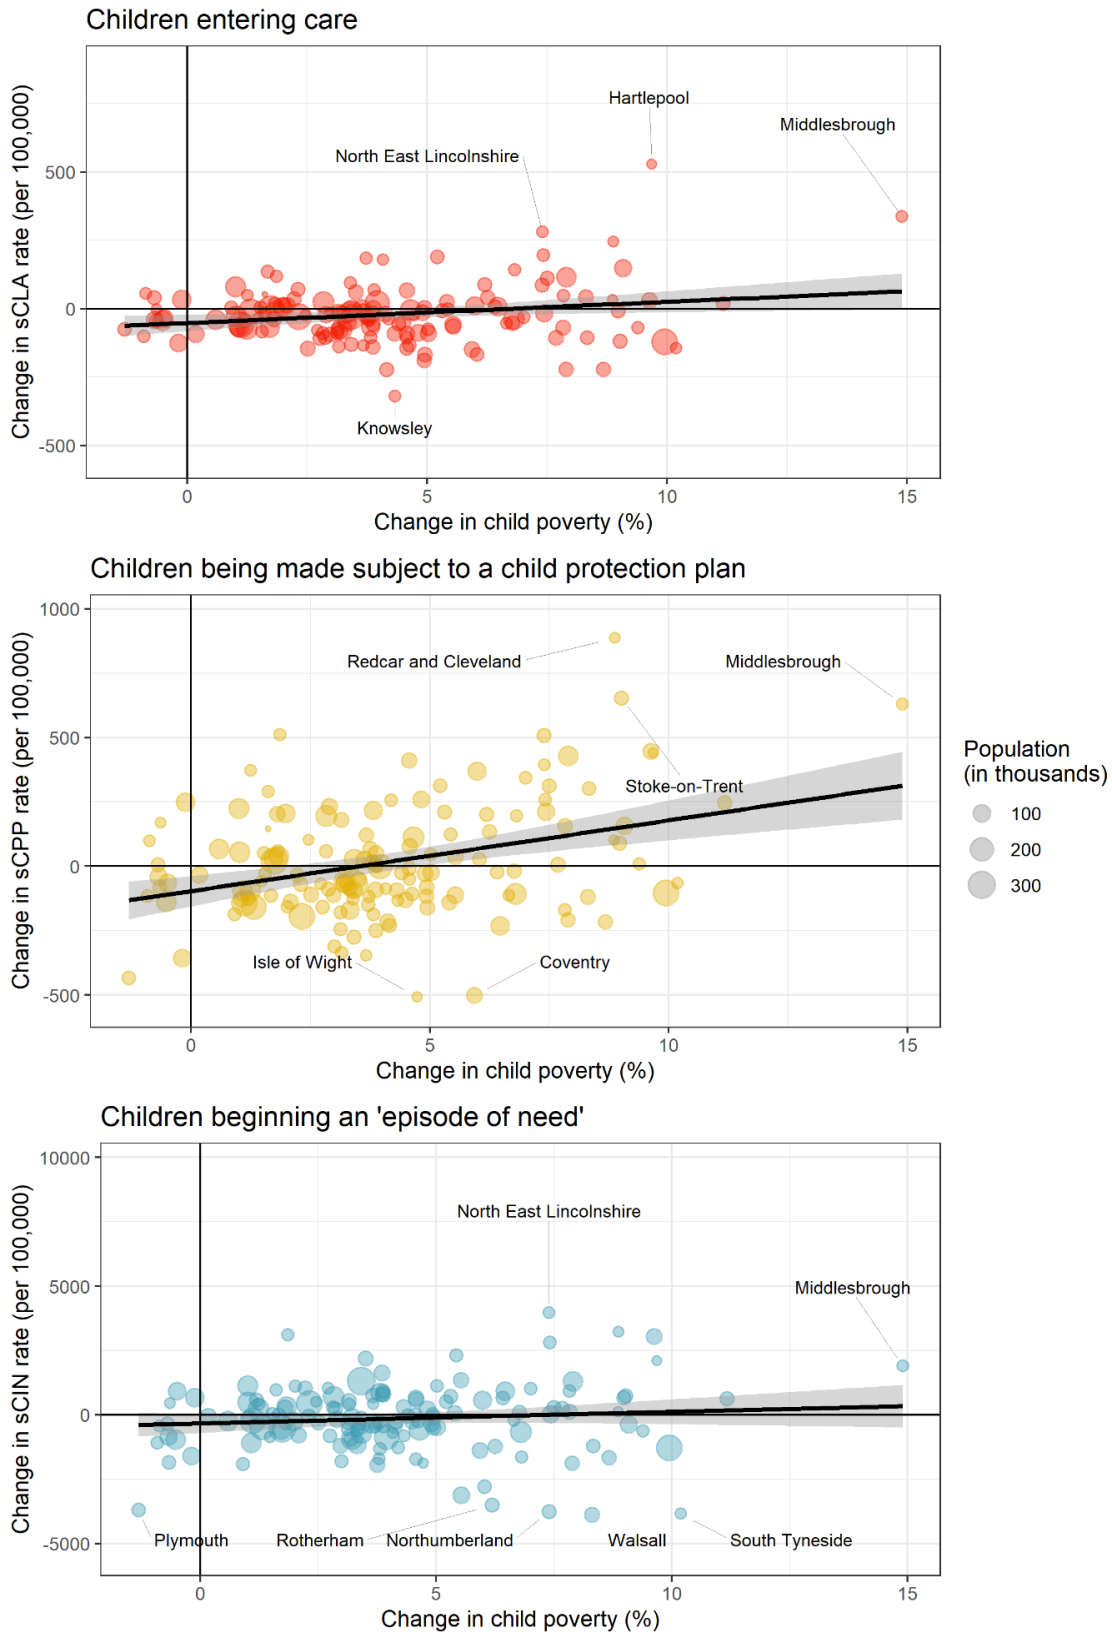 Children entering care
Change in sCLA rate (per 100,000)
500
0
-500
Hartlepool
Middlesbrough
North East Lincolnshire
Knowsley
0
5
10
15
Change in child poverty (%)
Children being made subject to a child protection plan
Change in sCPP rate (per 100,000)
1000
500
0
-500
Redcar and Cleveland
Middlesbrough
Stoke-on-Trent
Isle of Wight
Coventry
0
5
10
15
Change in child poverty (%)
Population
(in thousands)
100
200
300
Children beginning an 'episode of need'
Change in sCIN rate (per 100,000)
10000
5000
0
-5000
North East Lincolnshire
Middlesbrough
Plymouth
Rotherham
Northumberland
Walsall
South Tyneside
0
5
10
15
Change in child poverty (%)